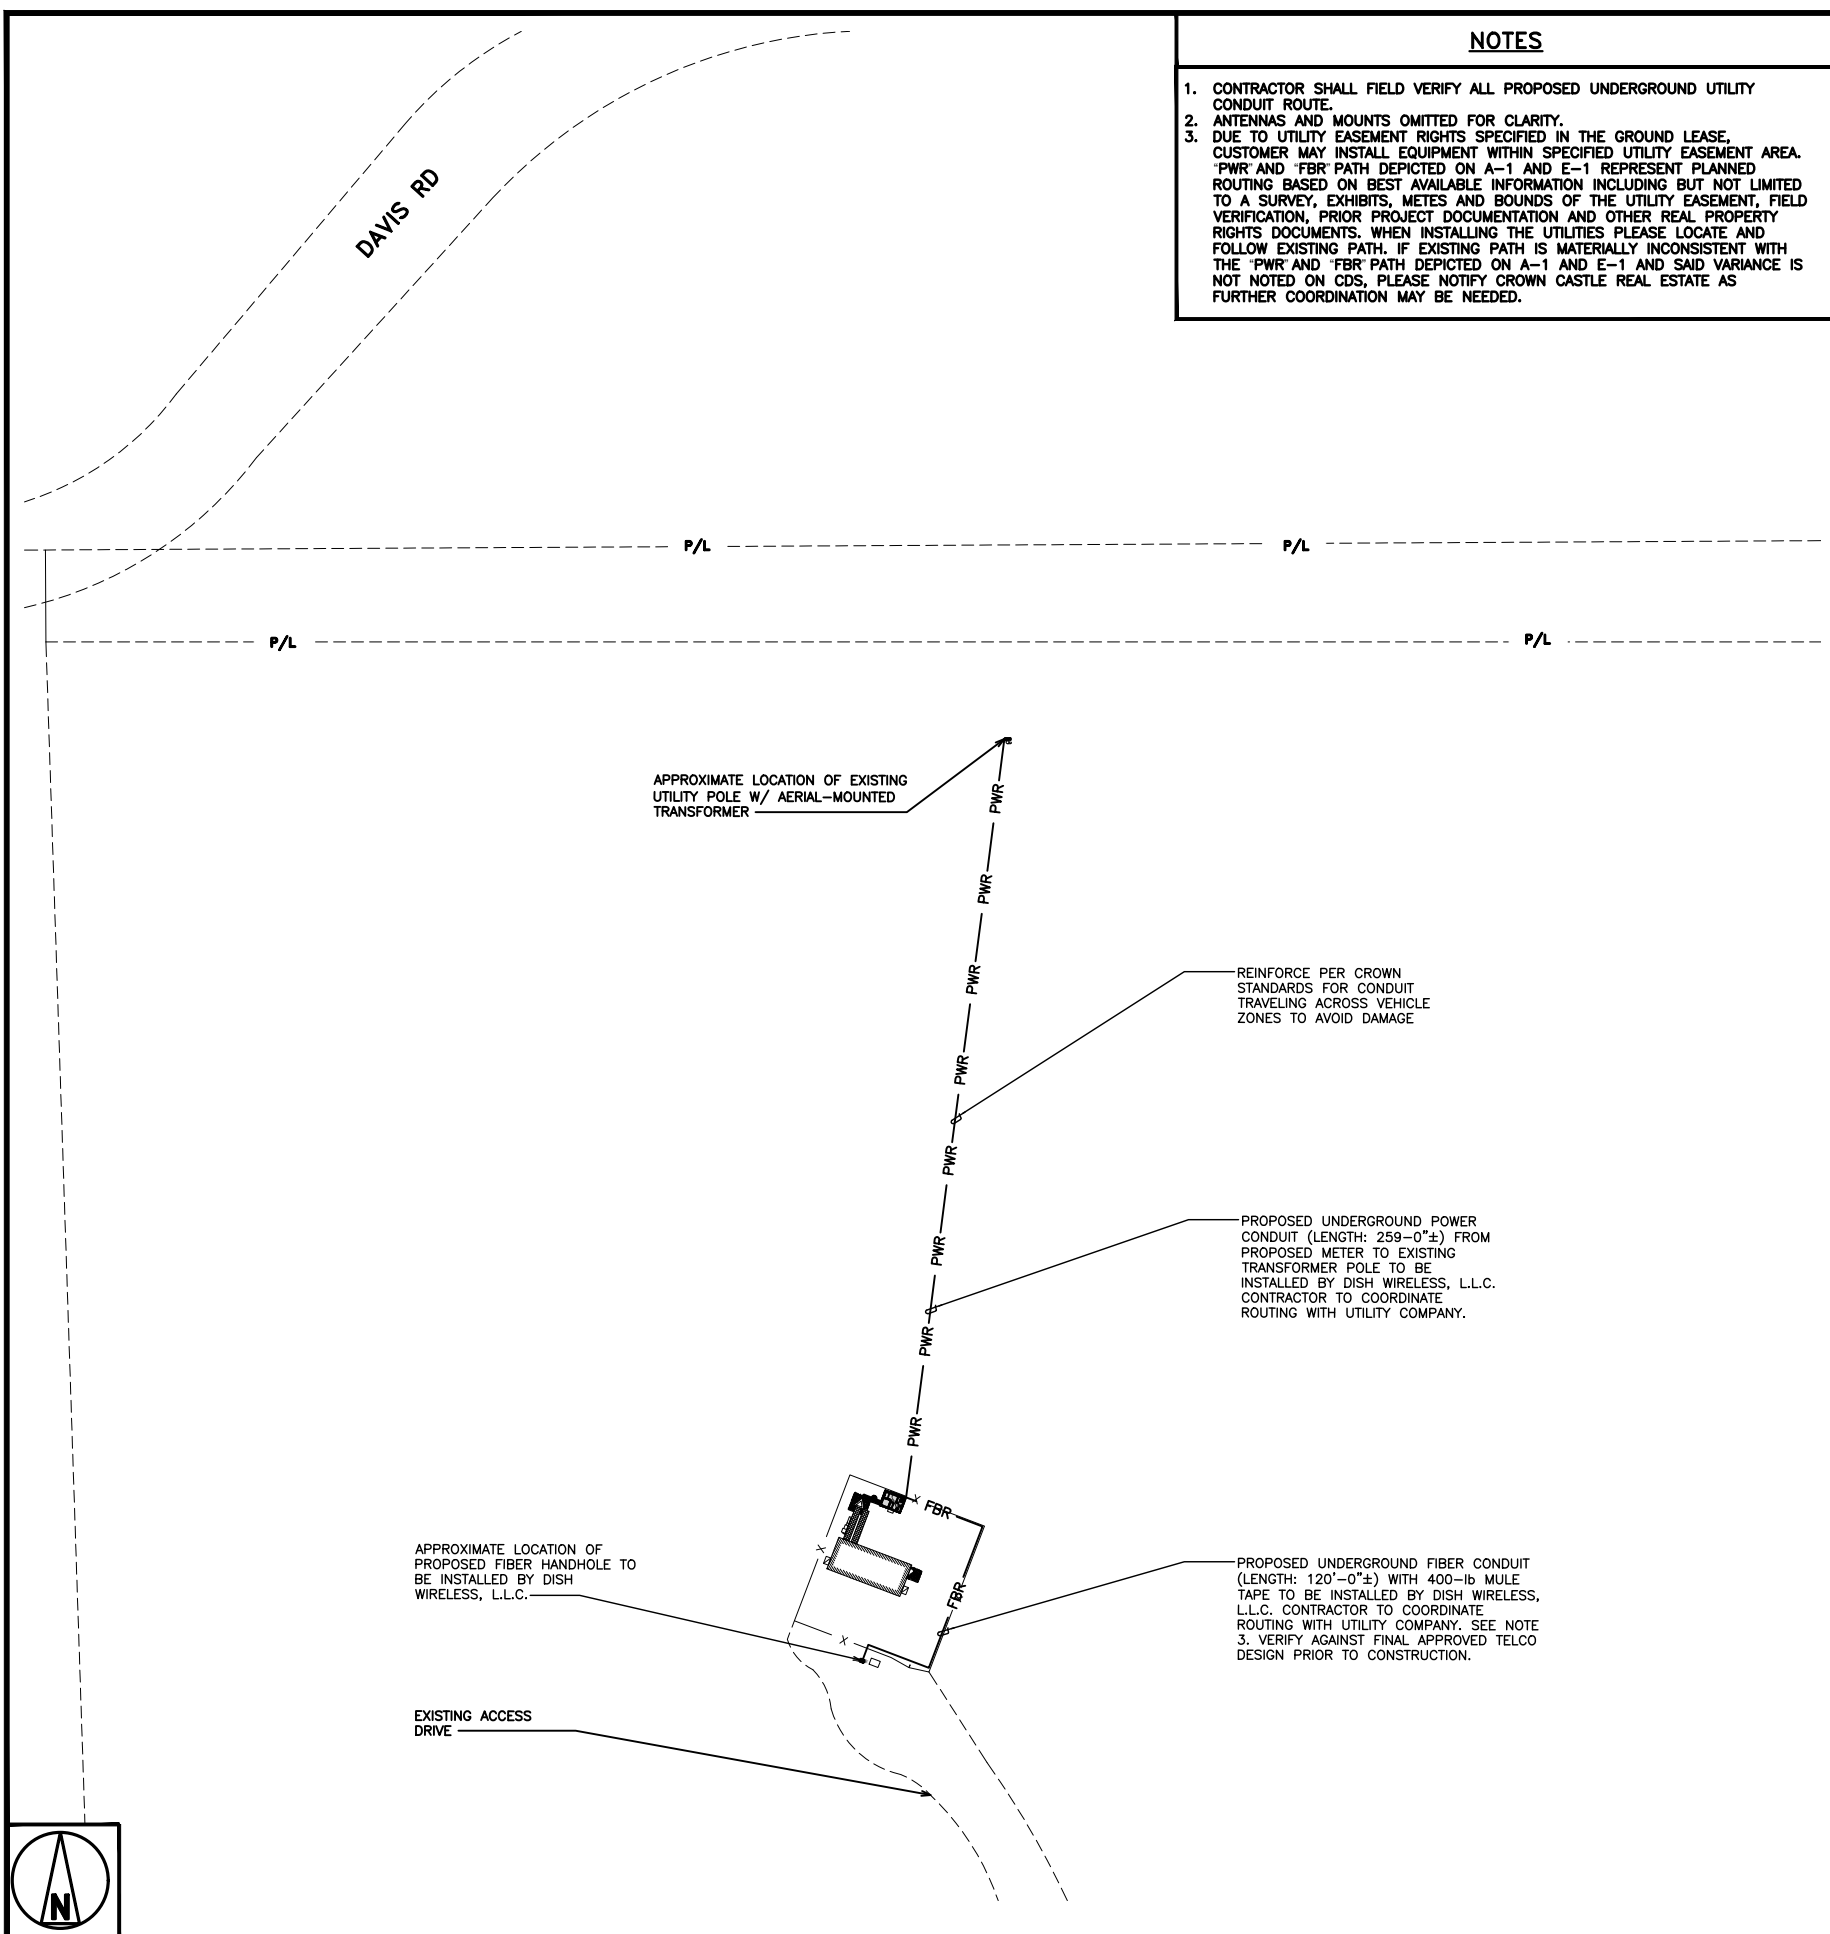 NOTES
1. CONTRACTOR SHALL FIELD VERIFY ALL PROPOSED UNDERGROUND UTILITY
CONDUIT ROUTE.
2. ANTENNAS AND MOUNTS OMITTED FOR CLARITY.
3. DUE TO UTILITY EASEMENT RIGHTS SPECIFIED IN THE GROUND LEASE,
CUSTOMER MAY INSTALL EQUIPMENT WITHIN SPECIFIED UTILITY EASEMENT AREA.
"PWR" AND "FBR" PATH DEPICTED ON A-1 AND E-1 REPRESENT PLANNED
ROUTING BASED ON BEST AVAILABLE INFORMATION INCLUDING BUT NOT LIMITED
TO A SURVEY, EXHIBITS, METES AND BOUNDS OF THE UTILITY EASEMENT, FIELD
VERIFICATION, PRIOR PROJECT DOCUMENTATION AND OTHER REAL PROPERTY
RIGHTS DOCUMENTS. WHEN INSTALLING THE UTILITIES PLEASE LOCATE AND
FOLLOW EXISTING PATH. IF EXISTING PATH IS MATERIALLY INCONSISTENT WITH
THE "PWR" AND "FBR" PATH DEPICTED ON A-1 AND E-1 AND SAID VARIANCE IS
NOT NOTED ON CDS, PLEASE NOTIFY CROWN CASTLE REAL ESTATE AS
FURTHER COORDINATION MAY BE NEEDED.
DAVIS RD
P/L
P/L
P/L
P/L
APPROXIMATE LOCATION OF EXISTING
UTILITY POLE W/ AERIAL-MOUNTED
TRANSFORMER
PWR
PWR
PWR
REINFORCE PER CROWN
STANDARDS FOR CONDUIT
TRAVELING ACROSS VEHICLE
ZONES TO AVOID DAMAGE
PWR
PWR
PWR
PROPOSED UNDERGROUND POWER
CONDUIT (LENGTH: 259-0"±) FROM
PROPOSED METER TO EXISTING
TRANSFORMER POLE TO BE
INSTALLED BY DISH WIRELESS, L.L.C.
CONTRACTOR TO COORDINATE
ROUTING WITH UTILITY COMPANY.
PWR
PWR
X
FBR
X
APPROXIMATE LOCATION OF
PROPOSED FIBER HANDHOLE TO
BE INSTALLED BY DISH
WIRELESS, L.L.C.
FBR
X
PROPOSED UNDERGROUND FIBER CONDUIT
(LENGTH: 120'-0"±) WITH 400-lb MULE
TAPE TO BE INSTALLED BY DISH WIRELESS,
L.L.C. CONTRACTOR TO COORDINATE
ROUTING WITH UTILITY COMPANY. SEE NOTE
3. VERIFY AGAINST FINAL APPROVED TELCO
DESIGN PRIOR TO CONSTRUCTION.
EXISTING ACCESS
DRIVE
N